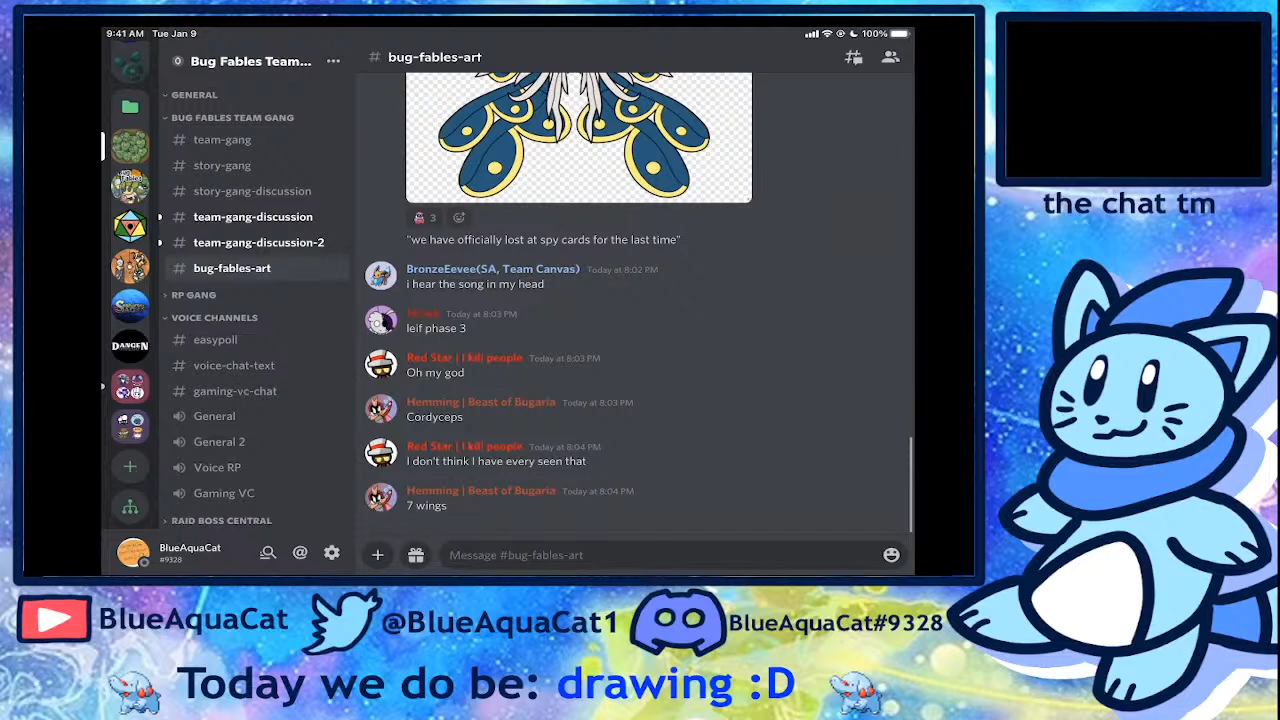 9:41 AM Tue Jan 9
100%
Bug Fables Team... ...
GENERAL
BUG FABLES TEAM GANG
# team-gang
# story-gang
# story-gang-discussion
# team-gang-discussion
# team-gang-discussion-2
# bug-fables-art
RP GANG
VOICE CHANNELS
# easypoll
# voice-chat-text
# gaming-vc-chat
General
General 2
Voice RP
Gaming VC
RAID BOSS CENTRAL
DANGEN
BlueAquaCat
#9328
# bug-fables-art
3
"we have officially lost at spy cards for the last time"
BronzeEevee(SA, Team Canvas) Today at 8:02 PM
i hear the song in my head
Today at 8:03 PM
leif phase 3
Red Star | I kill people Today at 8:03 PM
Oh my god
Hemming | Beast of Bugaria Today at 8:03 PM
Cordyceps
Red Star | I kill people Today at 8:04 PM
I don't think I have every seen that
Hemming | Beast of Bugaria Today at 8:04 PM
7 wings
Message #bug-fables-art
the chat tm
BlueAquaCat
@BlueAquaCat1
BlueAquaCat#9328
Today we do be: drawing :D